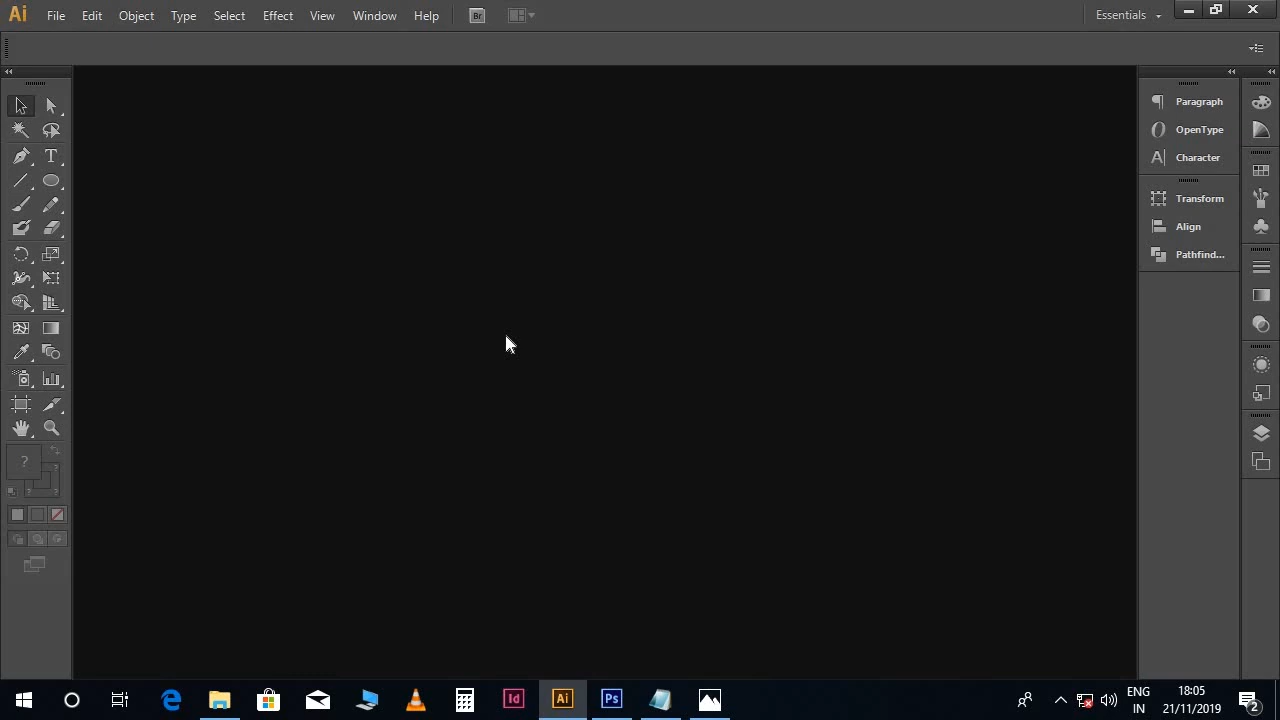 Ai File Edit Object Type Select Effect View Window Help Br Essentials
Paragraph
OpenType
Character
Transform
Align
Pathfind...
T
A
O
?
?
?
?
?
Id Ai Ps
ENG
IN
18:05
21/11/2019
2